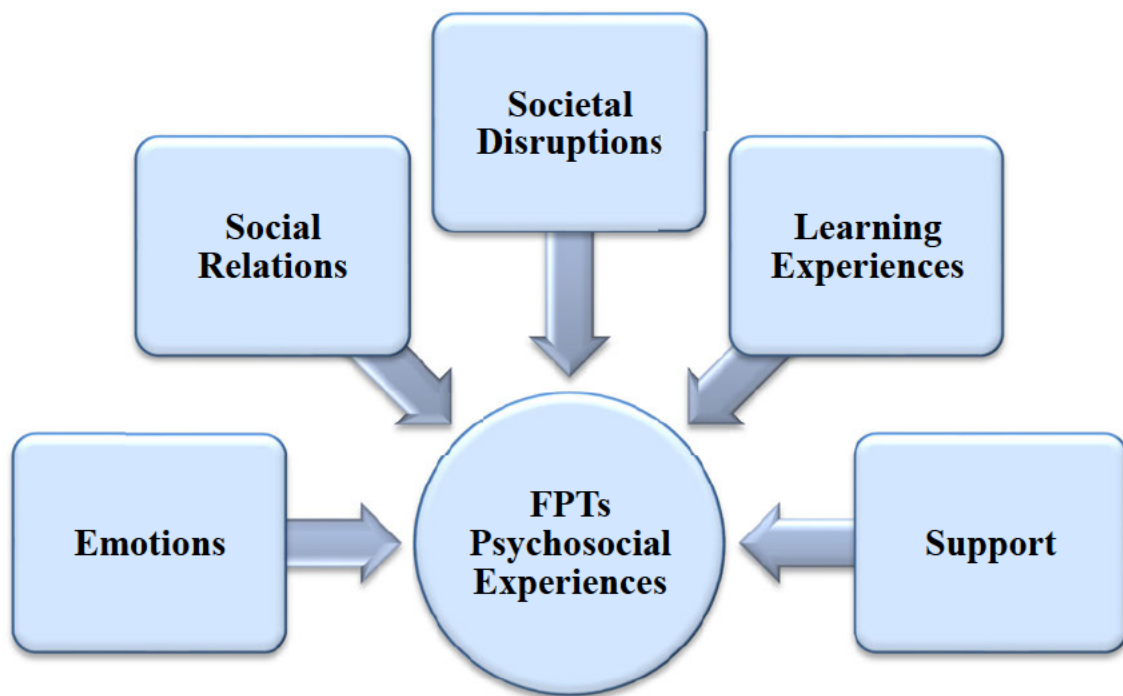 Societal
Disruptions
Social
Relations
Learning
Experiences
Emotions
FPTs
Psychosocial
Experiences
Support